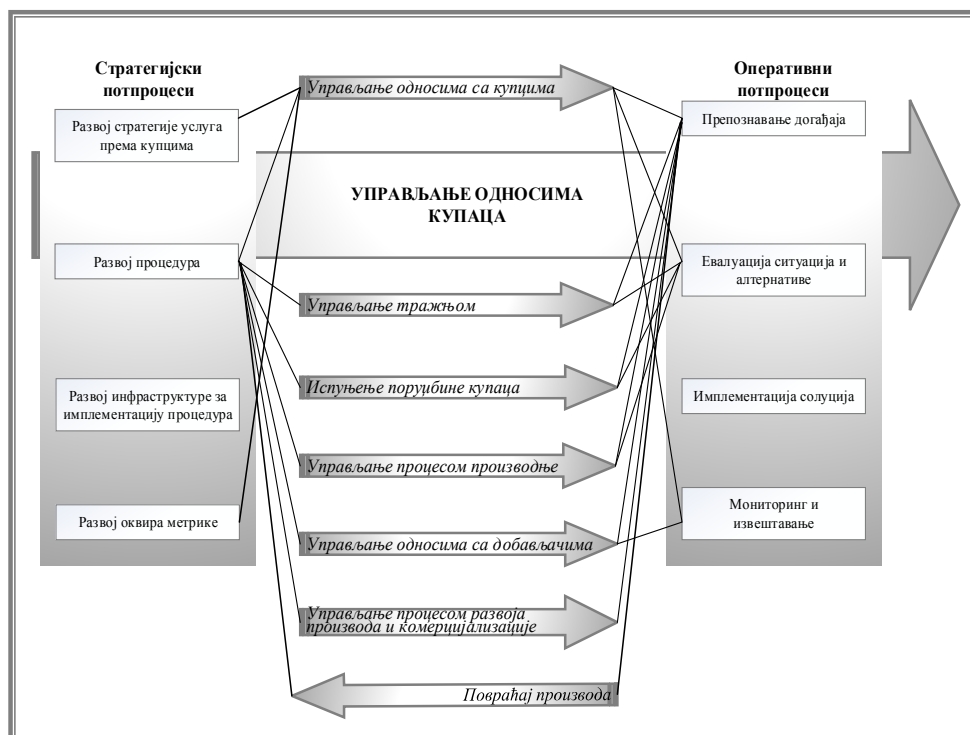 Стратегијски
потпроцеси
Развој стратегије услуга
према купцима
Развој процедура
Развој инфраструктуре за
имплементацију процедура
Развој оквира метрике
Управљање односима са купцима
УПРАВЉАЊЕ ОДНОСИМА
КУПАЦА
Управљање тражњом
Испуњење поруџбине купаца
Управљање процесом производње
Управљање односима са добављачима
Управљање процесом развоја
производа и комерцијализације
Повраћај производа
Оперативни
потпроцеси
Препознавање догађаја
Евалуација ситуација и
алтернативе
Имплементација солуција
Мониторинг и
извештавање